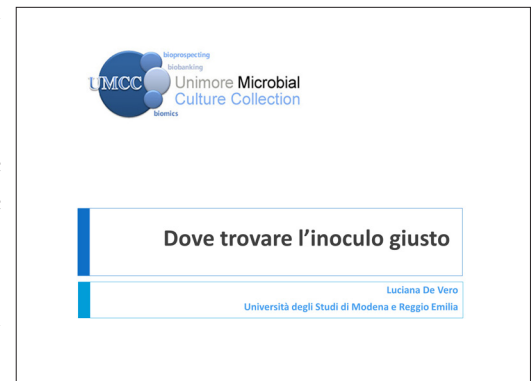 bioprospecting
biobanking
UMCC
Unimore Microbial
Culture Collection
biomics
Dove trovare l'inoculo giusto
Luciana De Vero
Università degli Studi di Modena e Reggio Emilia